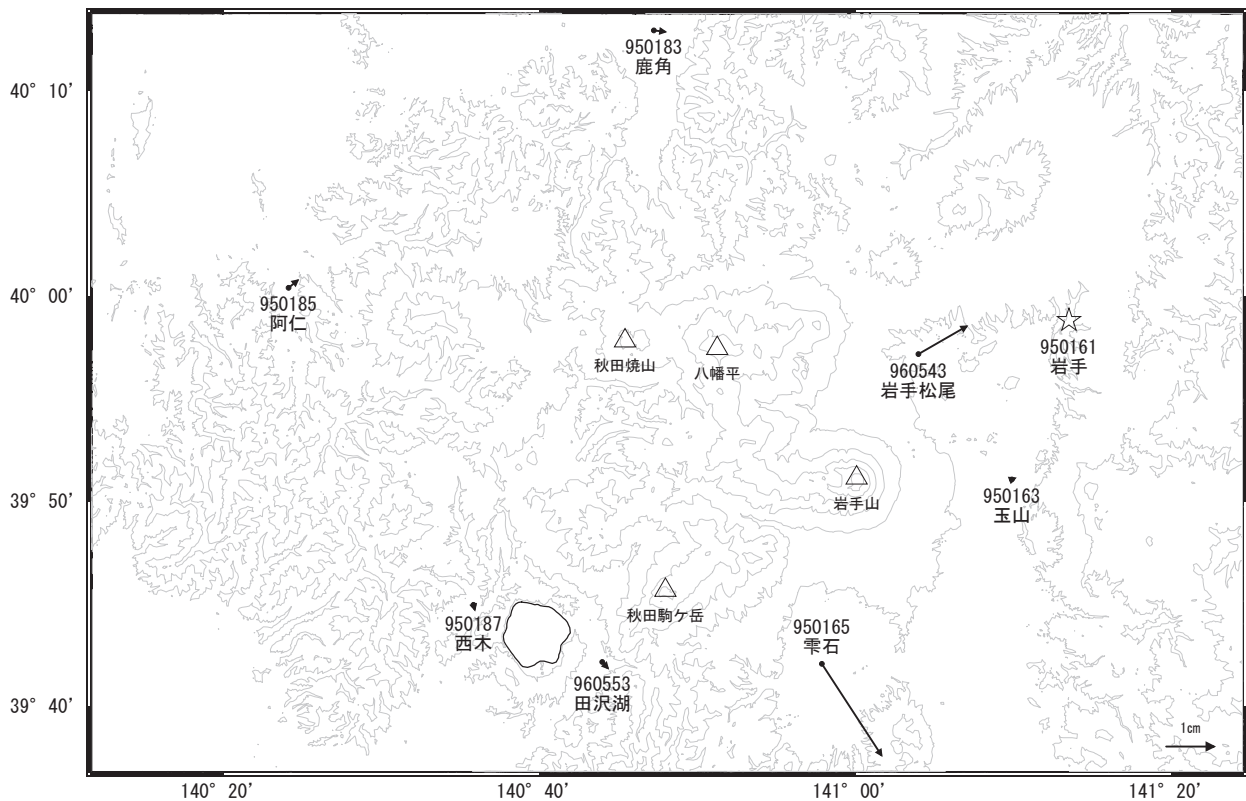 950183
鹿角
40° 10'
40° 00'
950185
阿仁
秋田焼山
八幡平
960543
岩手松尾
950161
岩手
39° 50'
岩手山
950163
玉山
秋田駒ケ岳
950187
西木
950165
雫石
960553
田沢湖
39° 40'
1cm
140° 20'
140° 40'
141° 00'
141° 20'